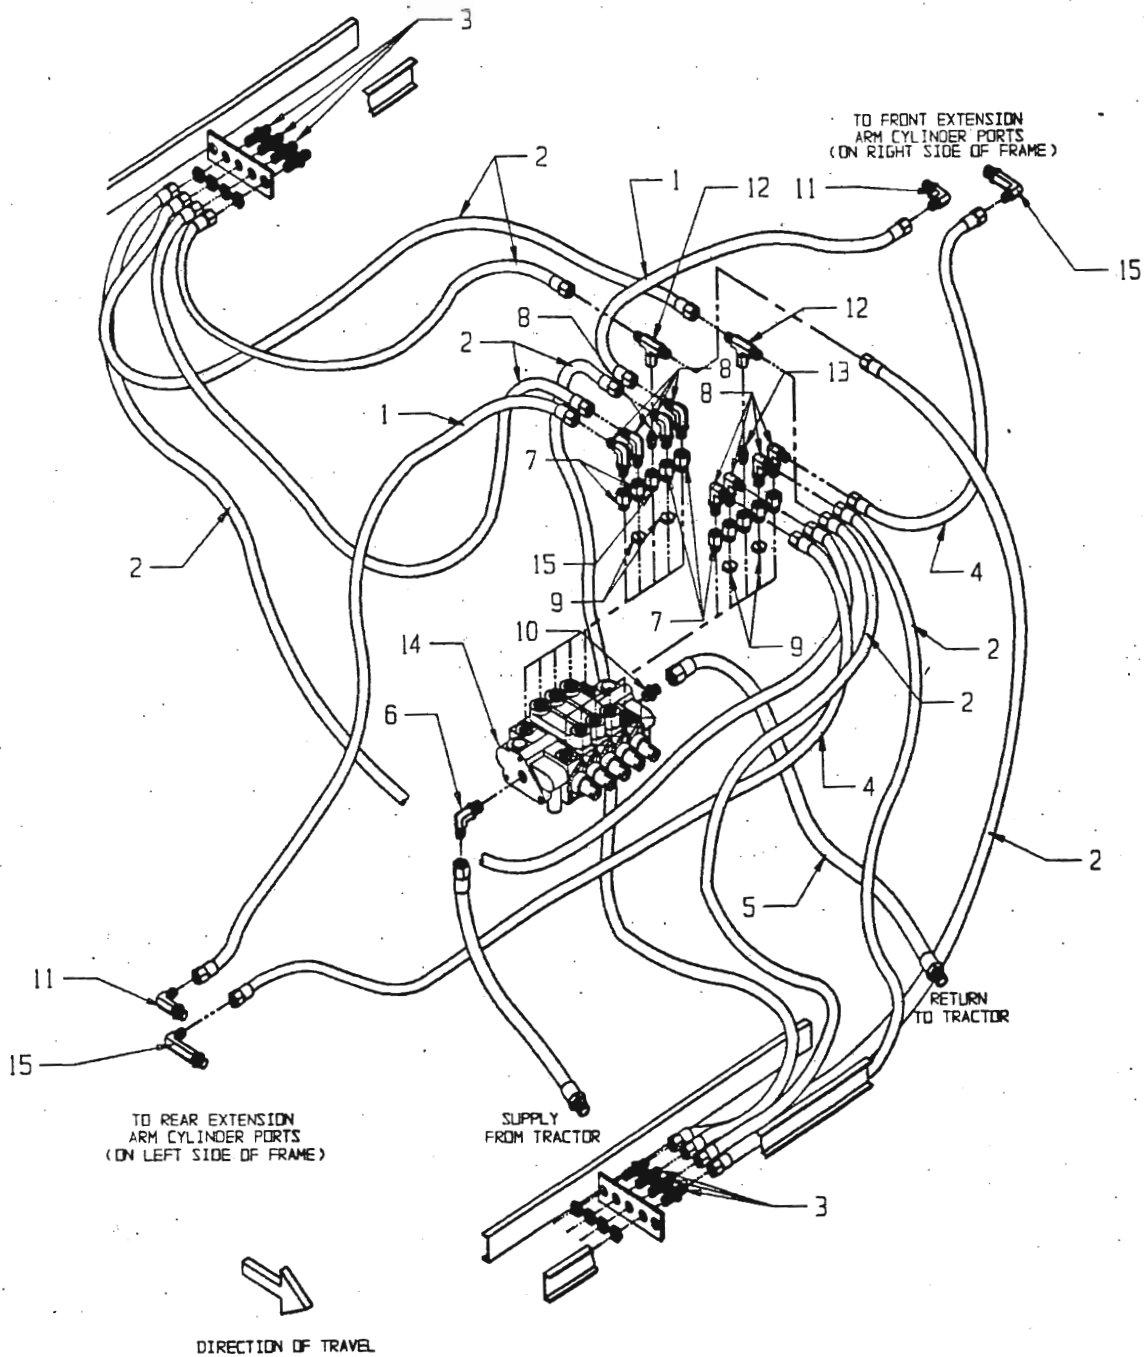 3
TO FRONT EXTENSION
ARM CYLINDER PORTS
(ON RIGHT SIDE OF FRAME)
2
1
12
11
15
8
12
2
8
13
8
1
7
2
15
4
9
7
9
10
14
2
6
2
4
2
5
11
RETURN
TO TRACTOR
15
TO REAR EXTENSION
ARM CYLINDER PORTS
(ON LEFT SIDE OF FRAME)
SUPPLY
FROM TRACTOR
3
DIRECTION OF TRAVEL